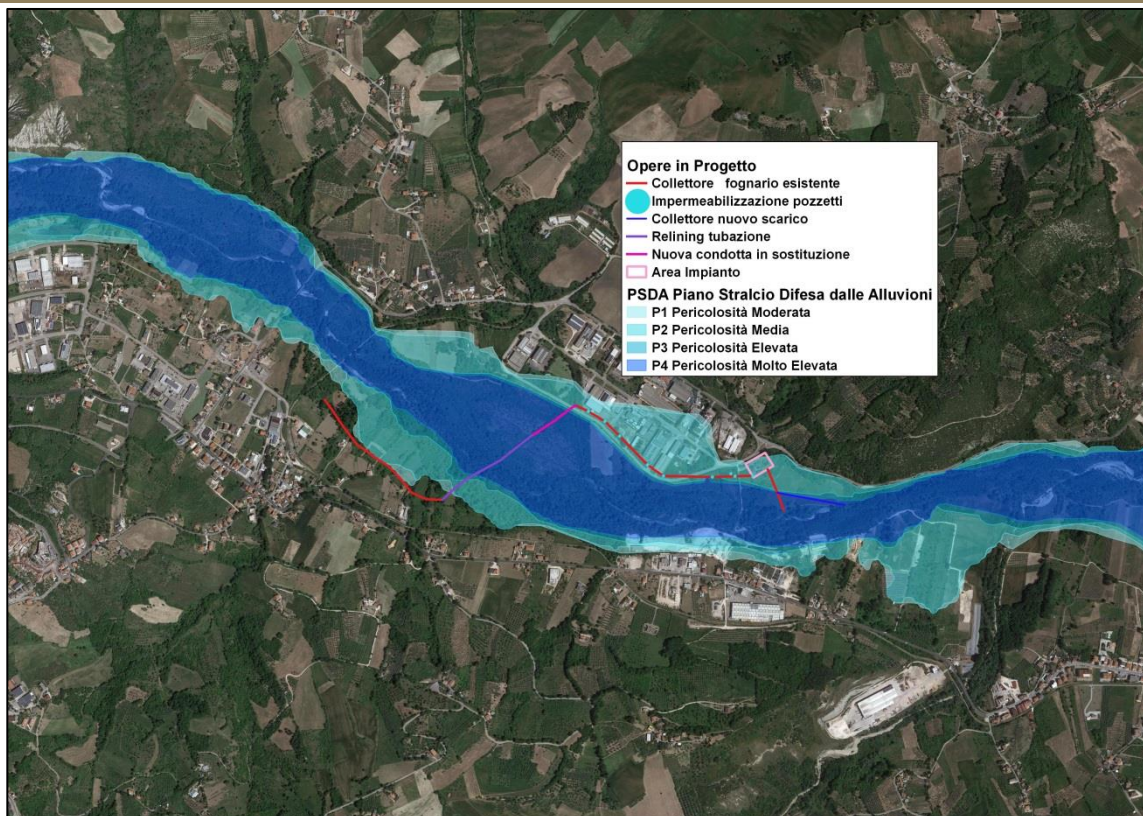 Opere in Progetto
Collettore fognario esistente
Impermeabilizzazione pozzetti
Collettore nuovo scarico
Relining tubazione
Nuova condotta in sostituzione
Area Impianto
PSDA Piano Stralcio Difesa dalle Alluvioni
P1 Pericolosità Moderata
P2 Pericolosità Media
P3 Pericolosità Elevata
P4 Pericolosità Molto Elevata